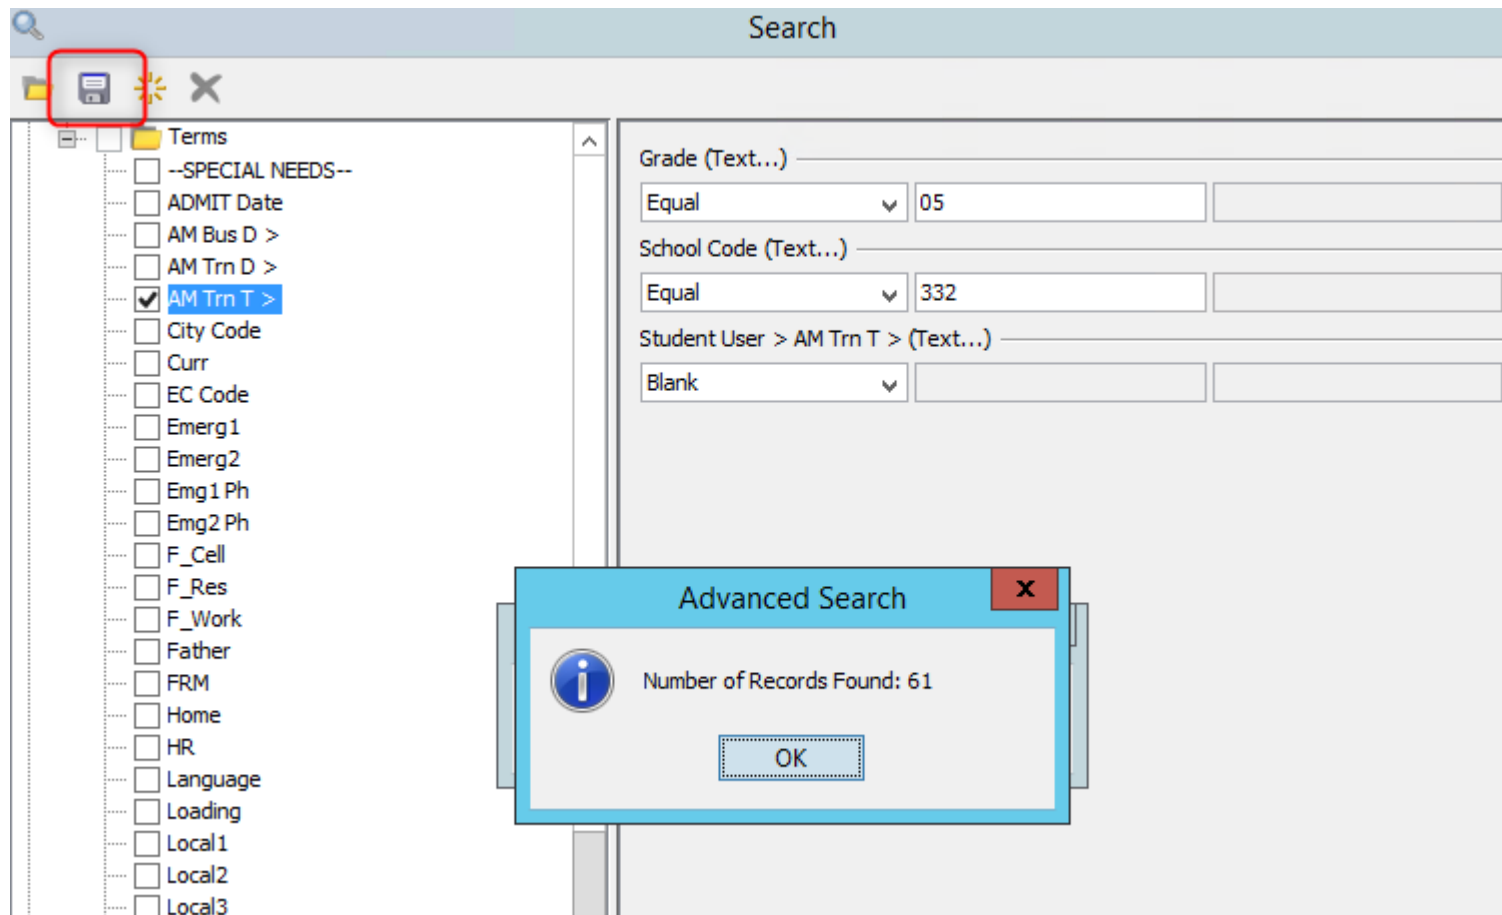 Search
Terms
--SPECIAL NEEDS--
ADMIT Date
AM Bus D >
AM Trn D >
AM Trn T >
City Code
Curr
EC Code
Emerg1
Emerg2
Emg1 Ph
Emg2 Ph
F_Cell
F_Res
F_Work
Father
FRM
Home
HR
Language
Loading
Local1
Local2
Local3
Grade (Text...)
Equal 05
School Code (Text...)
Equal 332
Student User > AM Trn T > (Text...)
Blank
Advanced Search
x
Number of Records Found: 61
OK